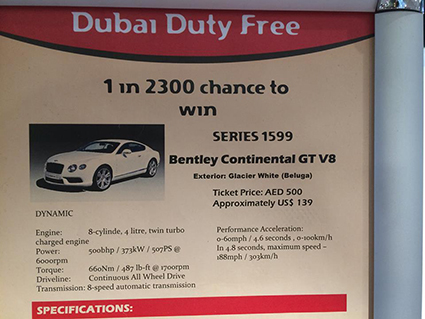 Dubai Duty Free
1 in 2300 chance to
win
SERIES 1599
Bentley Continental GT V8
Exterior: Glacier White (Beluga)
Ticket Price: AED 500
Approximately US$ 139
DYNAMIC
Engine: 8-cylinde, 4 litre, twin turbo
charged engine
Power: 500bhp / 373kW / 507PS @
6000rpm
Torque: 660Nm / 487 lb-ft @ 1700rpm
Driveline: Continuous All Wheel Drive
Transmission: 8-speed automatic transmission
Performance Acceleration:
0-60mph / 4.6 seconds , 0-100km/h
In 4.8 seconds, maximum speed –
188mph / 303km/h
SPECIFICATIONS: